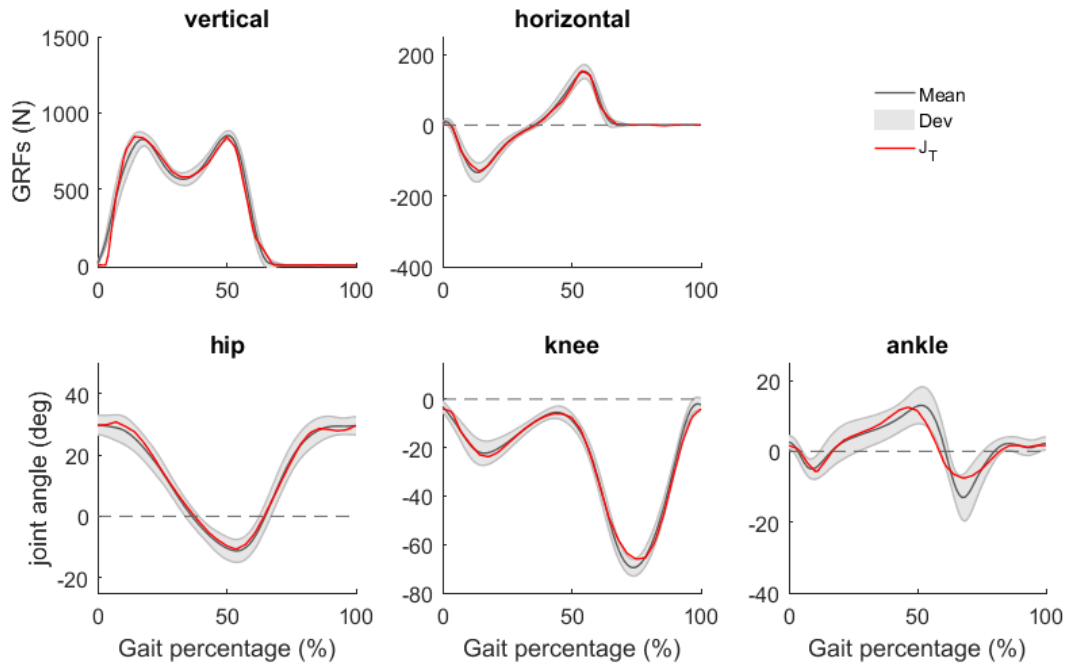 vertical
horizontal
1500
1000
500
0
GRFs (N)
0 50 100
200
0
-200
-400
0 50 100
Mean
Dev
J_T
hip
knee
ankle
40
20
0
-20
joint angle (deg)
0 50 100
Gait percentage (%)
0
-20
-40
-60
-80
0 50 100
Gait percentage (%)
20
0
-20
-40
0 50 100
Gait percentage (%)